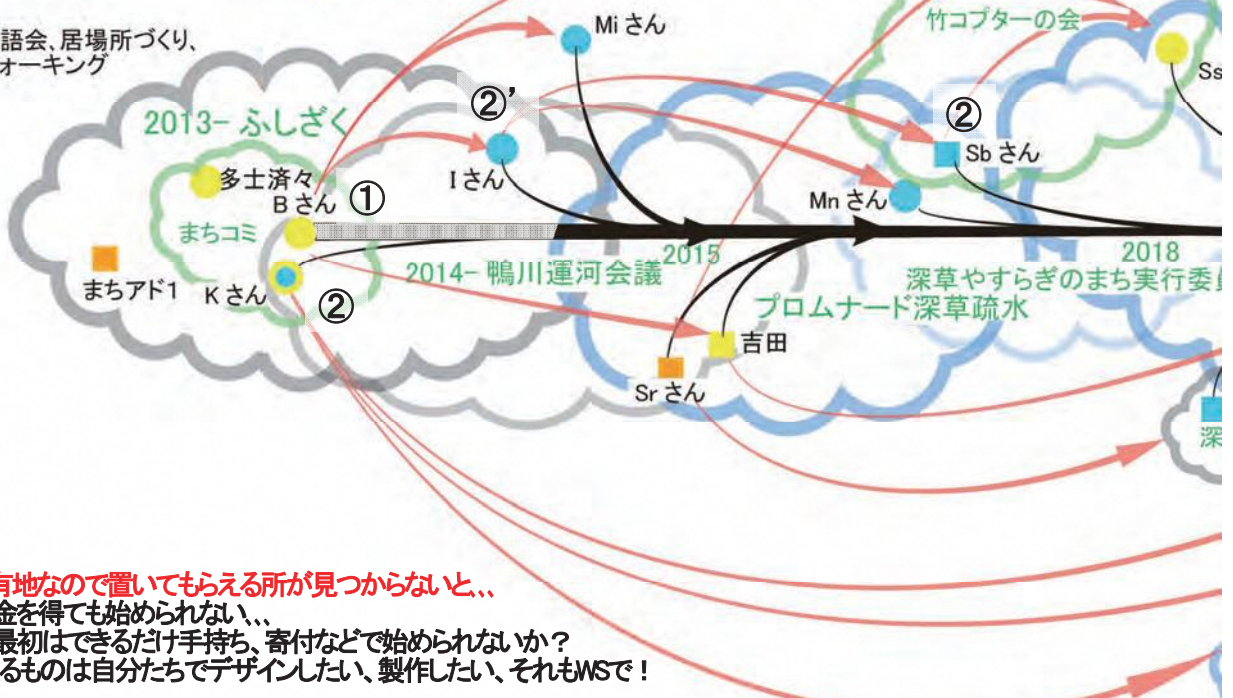 語会、居場所づくり、
ォーキング
Mi さん
竹コプターの会
Ss
2013- ふしざく
②’
②
多士済々
B さん
①
I さん
Sb さん
Mn さん
まちコミ
2014- 鴨川運河会議
2015
2018
まちアド1
K さん
②
深草やすらぎのまち実行委員
プロムナード深草疏水
吉田
Sr さん
深
有地なので置いてもらえる所が見つからないと、、、
金を得ても始められない、、、
最初はできるだけ手持ち、寄付などで始められないか？
るものは自分たちでデザインしたい、製作したい、それもWSで！